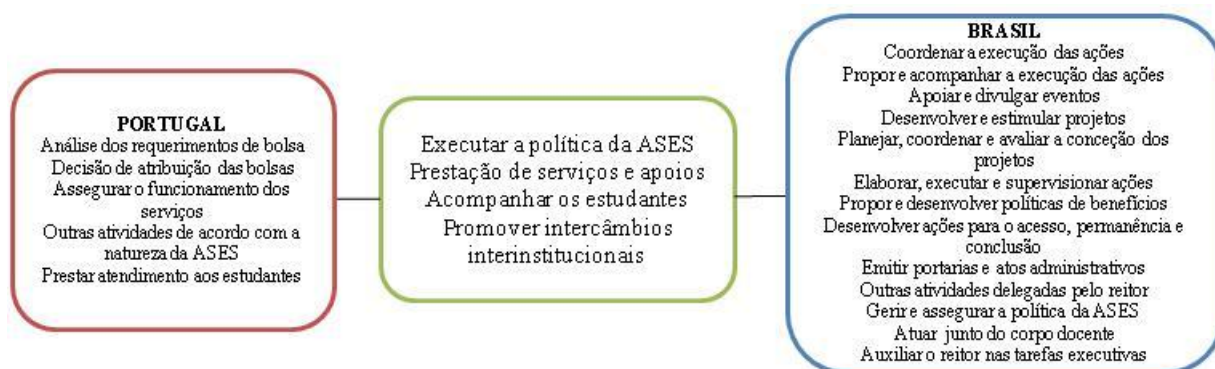 PORTUGAL
Análise dos requerimentos de bolsa
Decisão de atribuição das bolsas
Assegurar o funcionamento dos
serviços
Outras atividades de acordo com a
natureza da ASES
Prestar atendimento aos estudantes
Executar a política da ASES
Prestação de serviços e apoios
Acompanhar os estudantes
Promover intercâmbios
interinstitucionais
BRASIL
Coordenar a execução das ações
Propor e acompanhar a execução das ações
Apoiar e divulgar eventos
Desenvolver e estimular projetos
Planejar, coordenar e avaliar a conceção dos
projetos
Elaborar, executar e supervisionar ações
Propor e desenvolver políticas de benefícios
Desenvolver ações para o acesso, permanência e
conclusão
Emitir portarias e atos administrativos
Outras atividades delegadas pelo reitor
Gerir e assegurar a política da ASES
Atuar junto do corpo docente
Auxiliar o reitor nas tarefas executivas